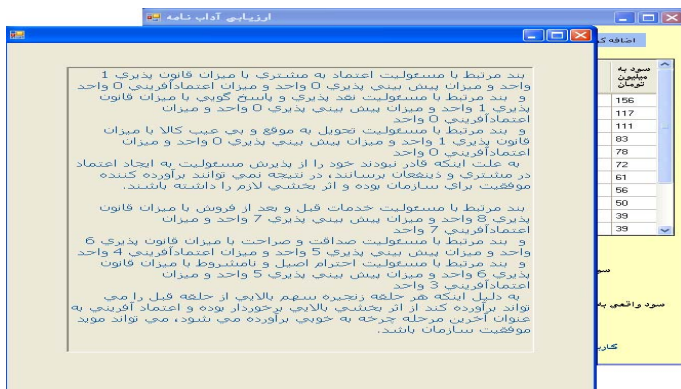 ارزيابي آداب نامه
بند مرتبط با مسئوليت اعتماد به مشتري با ميزان قانون پذيري 1
واحد و ميزان پيش بيني پذيري 0 واحد و ميزان اعتمادآفريني 0 واحد
و بند مرتبط با مسئوليت نقد پذيري و پاسخ گويي با ميزان قانون
پذيري 1 واحد و ميزان پيش بيني پذيري 0 واحد و ميزان
اعتمادآفريني 0 واحد
و بند مرتبط با مسئوليت تحويل به موقع و بي عيب كالا با ميزان
قانون پذيري 1 واحد و ميزان پيش بيني پذيري 0 واحد و ميزان
اعتمادآفريني 0 واحد
به علت اينكه قادر نبودند خود را از پذيرش مسئوليت به ايجاد اعتماد
در مشتري و ذينفعان برسانند، در نتيجه نمي توانند برآورده كننده
موفقيت براي سازمان بوده و اثر بخشي لازم را داشته باشند.
بند مرتبط با مسئوليت خدمات قبل و بعد از فروش با ميزان قانون
پذيري 8 واحد و ميزان پيش بيني پذيري 7 واحد و ميزان
اعتمادآفريني 7 واحد
و بند مرتبط با مسئوليت صداقت و صراحت با ميزان قانون پذيري 6
واحد و ميزان پيش بيني پذيري 5 واحد و ميزان اعتمادآفريني 4 واحد
و بند مرتبط با مسئوليت احترام اصيل و نامشروط با ميزان قانون
پذيري 6 واحد و ميزان پيش بيني پذيري 5 واحد و ميزان
اعتمادآفريني 3 واحد
به دليل اينكه هر حلقه زنجيره سهم بالايي از حلقه قبل را مي
تواند برآورده كند از اثر بخشي بالايي برخوردار بوده و اعتماد آفريني به
عنوان آخرين مرحله چرخه به خوبي برآورده مي شود، مي تواند مويد
موفقيت سازمان باشد.
اضافه
سود به
ميليون
تومان
156
117
111
83
78
72
61
56
50
39
39
سود واقعي به